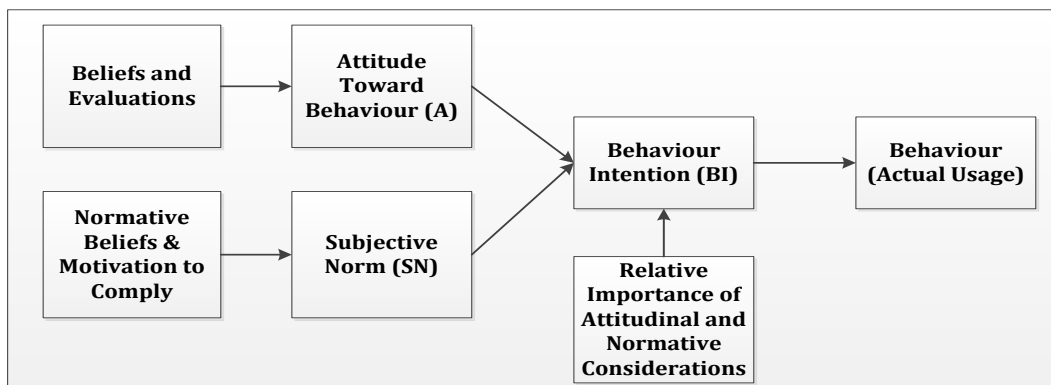 Beliefs and
Evaluations
Attitude
Toward
Behaviour (A)
Normative
Beliefs &
Motivation to
Comply
Subjective
Norm (SN)
Behaviour
Intention (BI)
Behaviour
(Actual Usage)
Relative
Importance of
Attitudinal and
Normative
Considerations